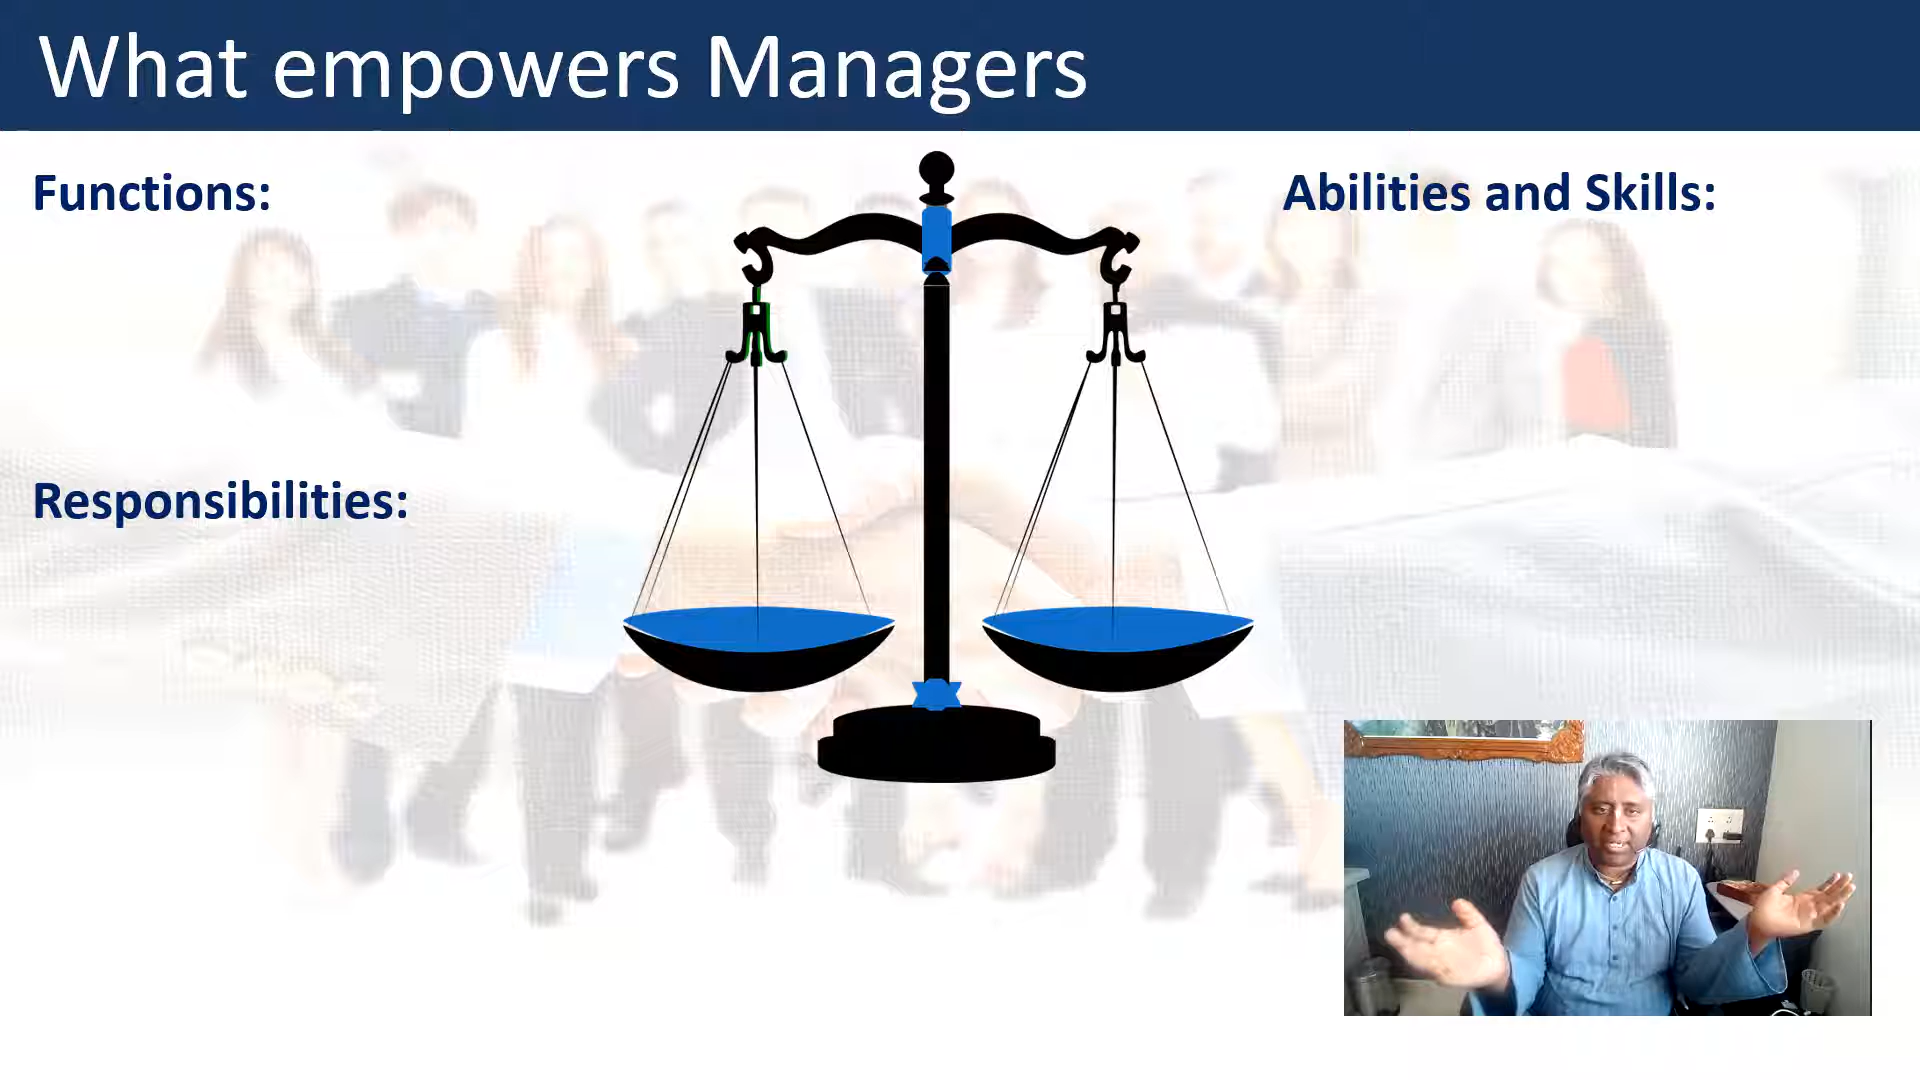 What empowers Managers
Functions:
Abilities and Skills:
Responsibilities: